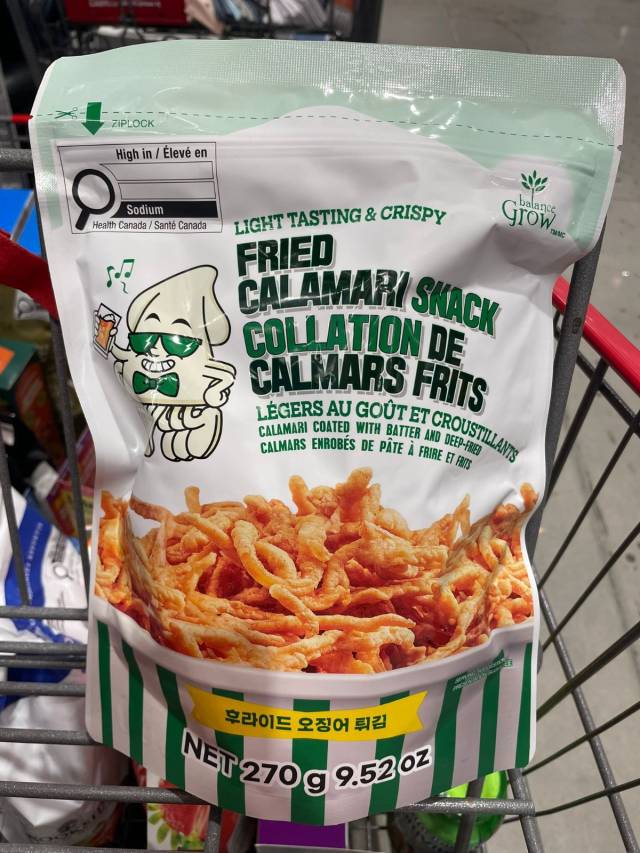 ZIPLOCK
High in / Élevé en
Sodium
Health Canada / Santé Canada
balance
Grow
LIGHT TASTING & CRISPY
FRIED
CALAMARI SNACK
COLLATION DE
CALMARS FRITS
LÉGERS AU GOÛT ET CROUSTILLANTS
CALAMARI COATED WITH BATTER AND DEEP-FRIED
CALMARS ENROBÉS DE PÂTE À FRIRE ET FRITS
후라이드 오징어 튀김
NET 270 g 9.52 oz